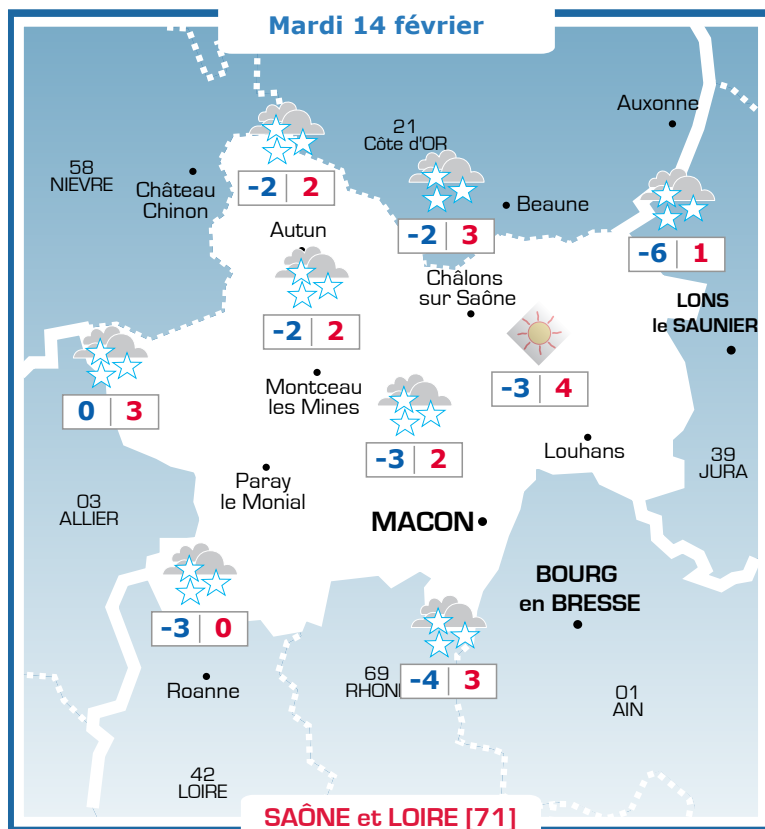 Mardi 14 février
Auxonne
21
Côte d'OR
58
NIEVRE
Château
Chinon
-2 2
Beaune
-2 3
Autun
-6 1
Châlons
sur Saône
LONS
le SAUNIER
-2 2
Montceau
les Mines
-3 4
0 3
Louhans
-3 2
39
JURA
Paray
le Monial
03
ALLIER
MACON
BOURG
en BRESSE
-3 0
Roanne
69
RHON
-4 3
01
AIN
42
LOIRE
SAÔNE et LOIRE [71]